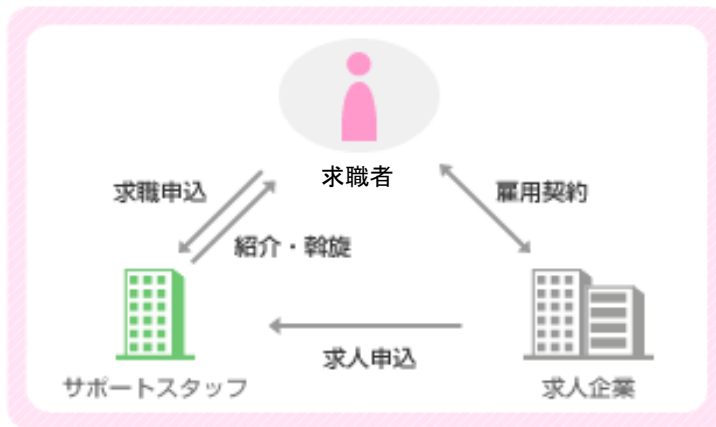 求職者
求職申込
雇用契約
紹介・斡旋
求人申込
サポートスタッフ
求人企業